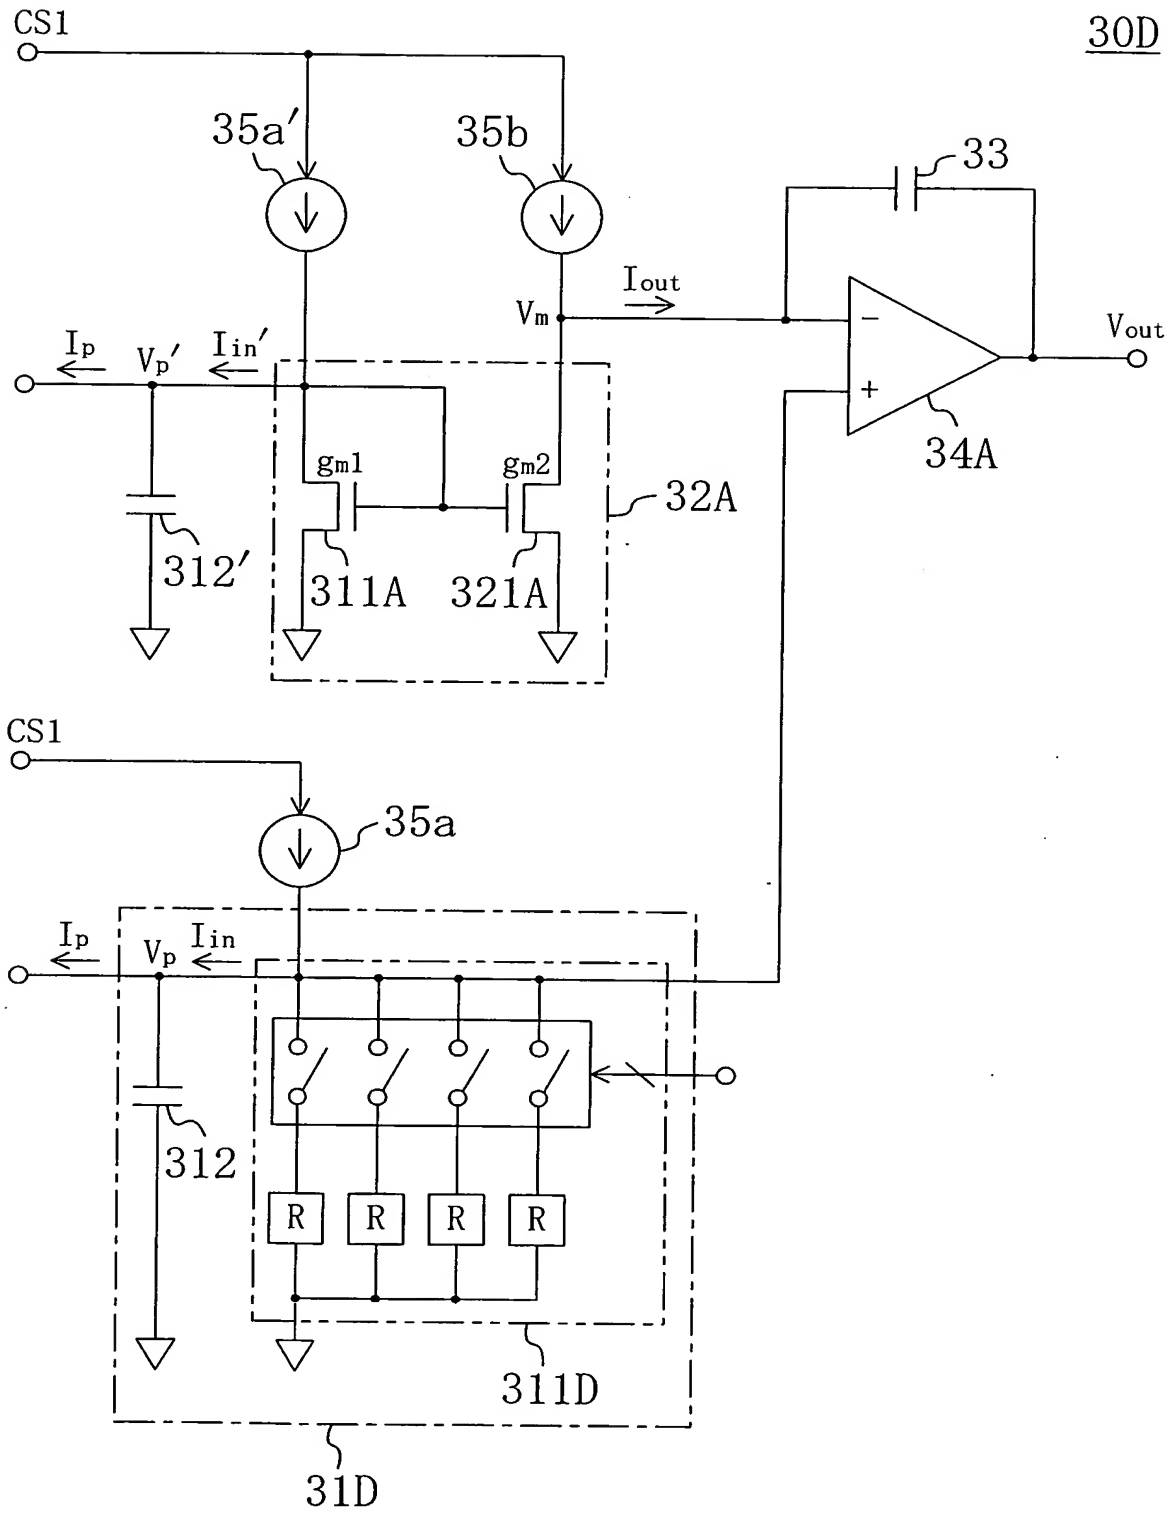 CS1
30D
35a′
35b
33
Iout
Vm
Vout
Ip
Vp′
Iin′
−
+
34A
gm1
gm2
32A
312′
311A
321A
CS1
35a
Ip
Vp
Iin
312
R
R
R
R
311D
31D